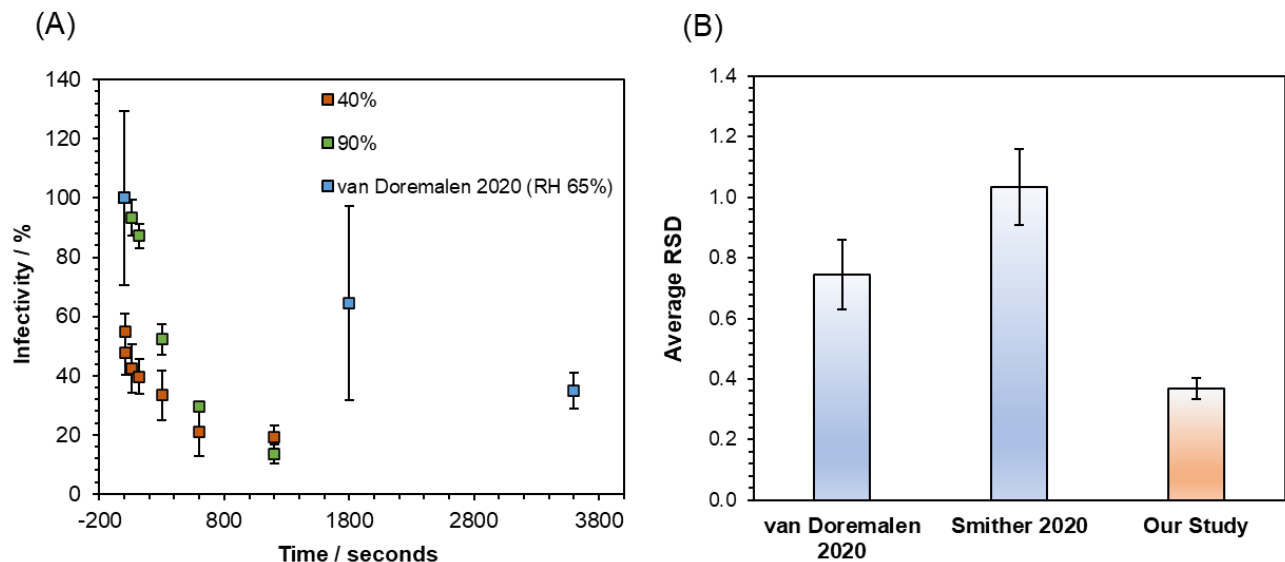 (A)
140
120
100
80
60
40
20
0
Infectivity / %
-200
800
1800
2800
3800
Time / seconds
40%
90%
van Doremalen 2020 (RH 65%)
(B)
1.4
1.2
1.0
0.8
0.6
0.4
0.2
0.0
Average RSD
van Doremalen
2020
Smither 2020
Our Study